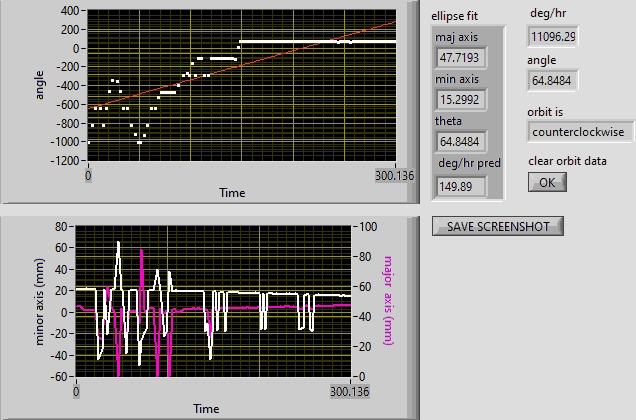 400
200
0
-200
-400
-600
-800
-1000
-1200
angle
0
300.136
Time
ellipse fit
maj axis
47.7193
min axis
15.2992
theta
64.8484
deg/hr pred
149.89
deg/hr
11096.29
angle
64.8484
orbit is
counterclockwise
clear orbit data
OK
SAVE SCREENSHOT
80
60
40
20
0
-20
-40
-60
minor axis (mm)
100
80
60
40
20
0
major axis (mm)
0
300.136
Time